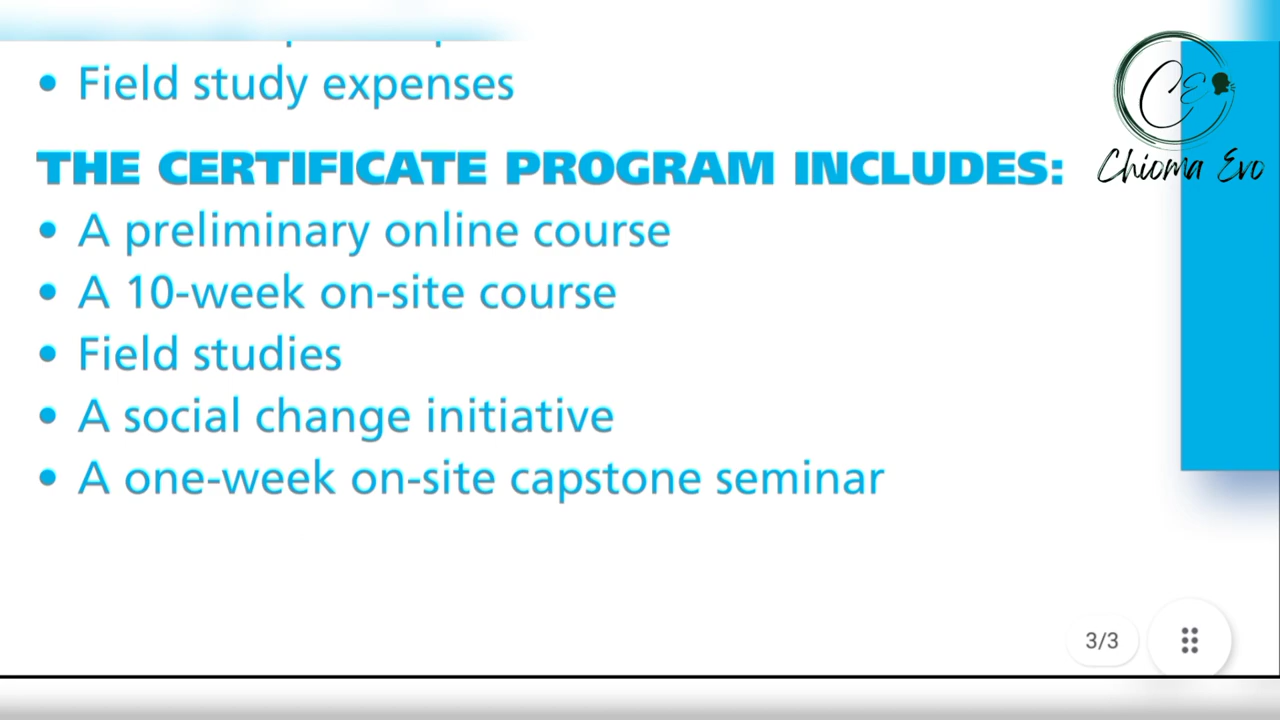 • Field study expenses
THE CERTIFICATE PROGRAM INCLUDES:
• A preliminary online course
• A 10-week on-site course
• Field studies
• A social change initiative
• A one-week on-site capstone seminar
CE
Chioma Evo
3/3